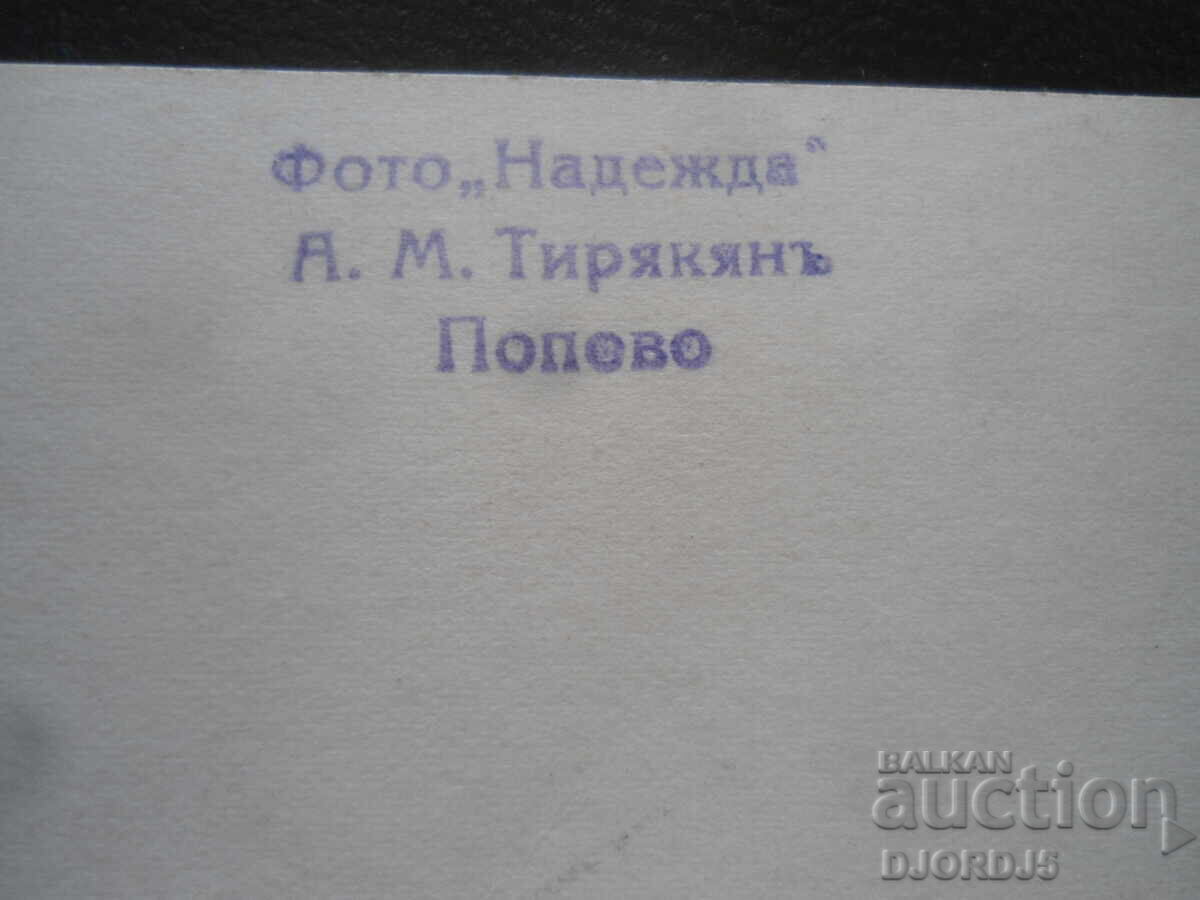 Фото „Надежда“
А. М. Тирякянъ
Попово
BALKAN
auction
DJORDJ5